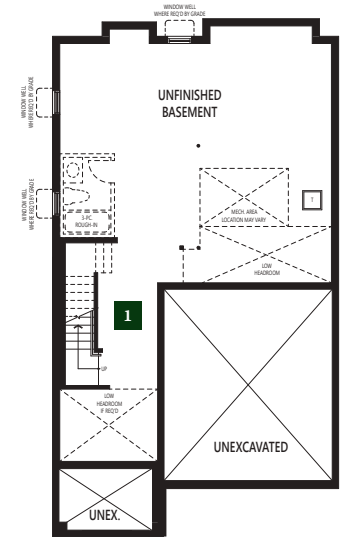 WINDOW WELL
WHERE REQ'D BY GRADE
WINDOW WELL
WHERE REQ'D BY GRADE
UNFINISHED
BASEMENT
WINDOW WELL
WHERE REQ'D BY GRADE
3-PC.
ROUGH-IN
MECH. AREA
LOCATION MAY VARY
T
LOW
HEADROOM
1
UP
LOW
HEADROOM
IF REQ'D
UNEXCAVATED
UNEX.